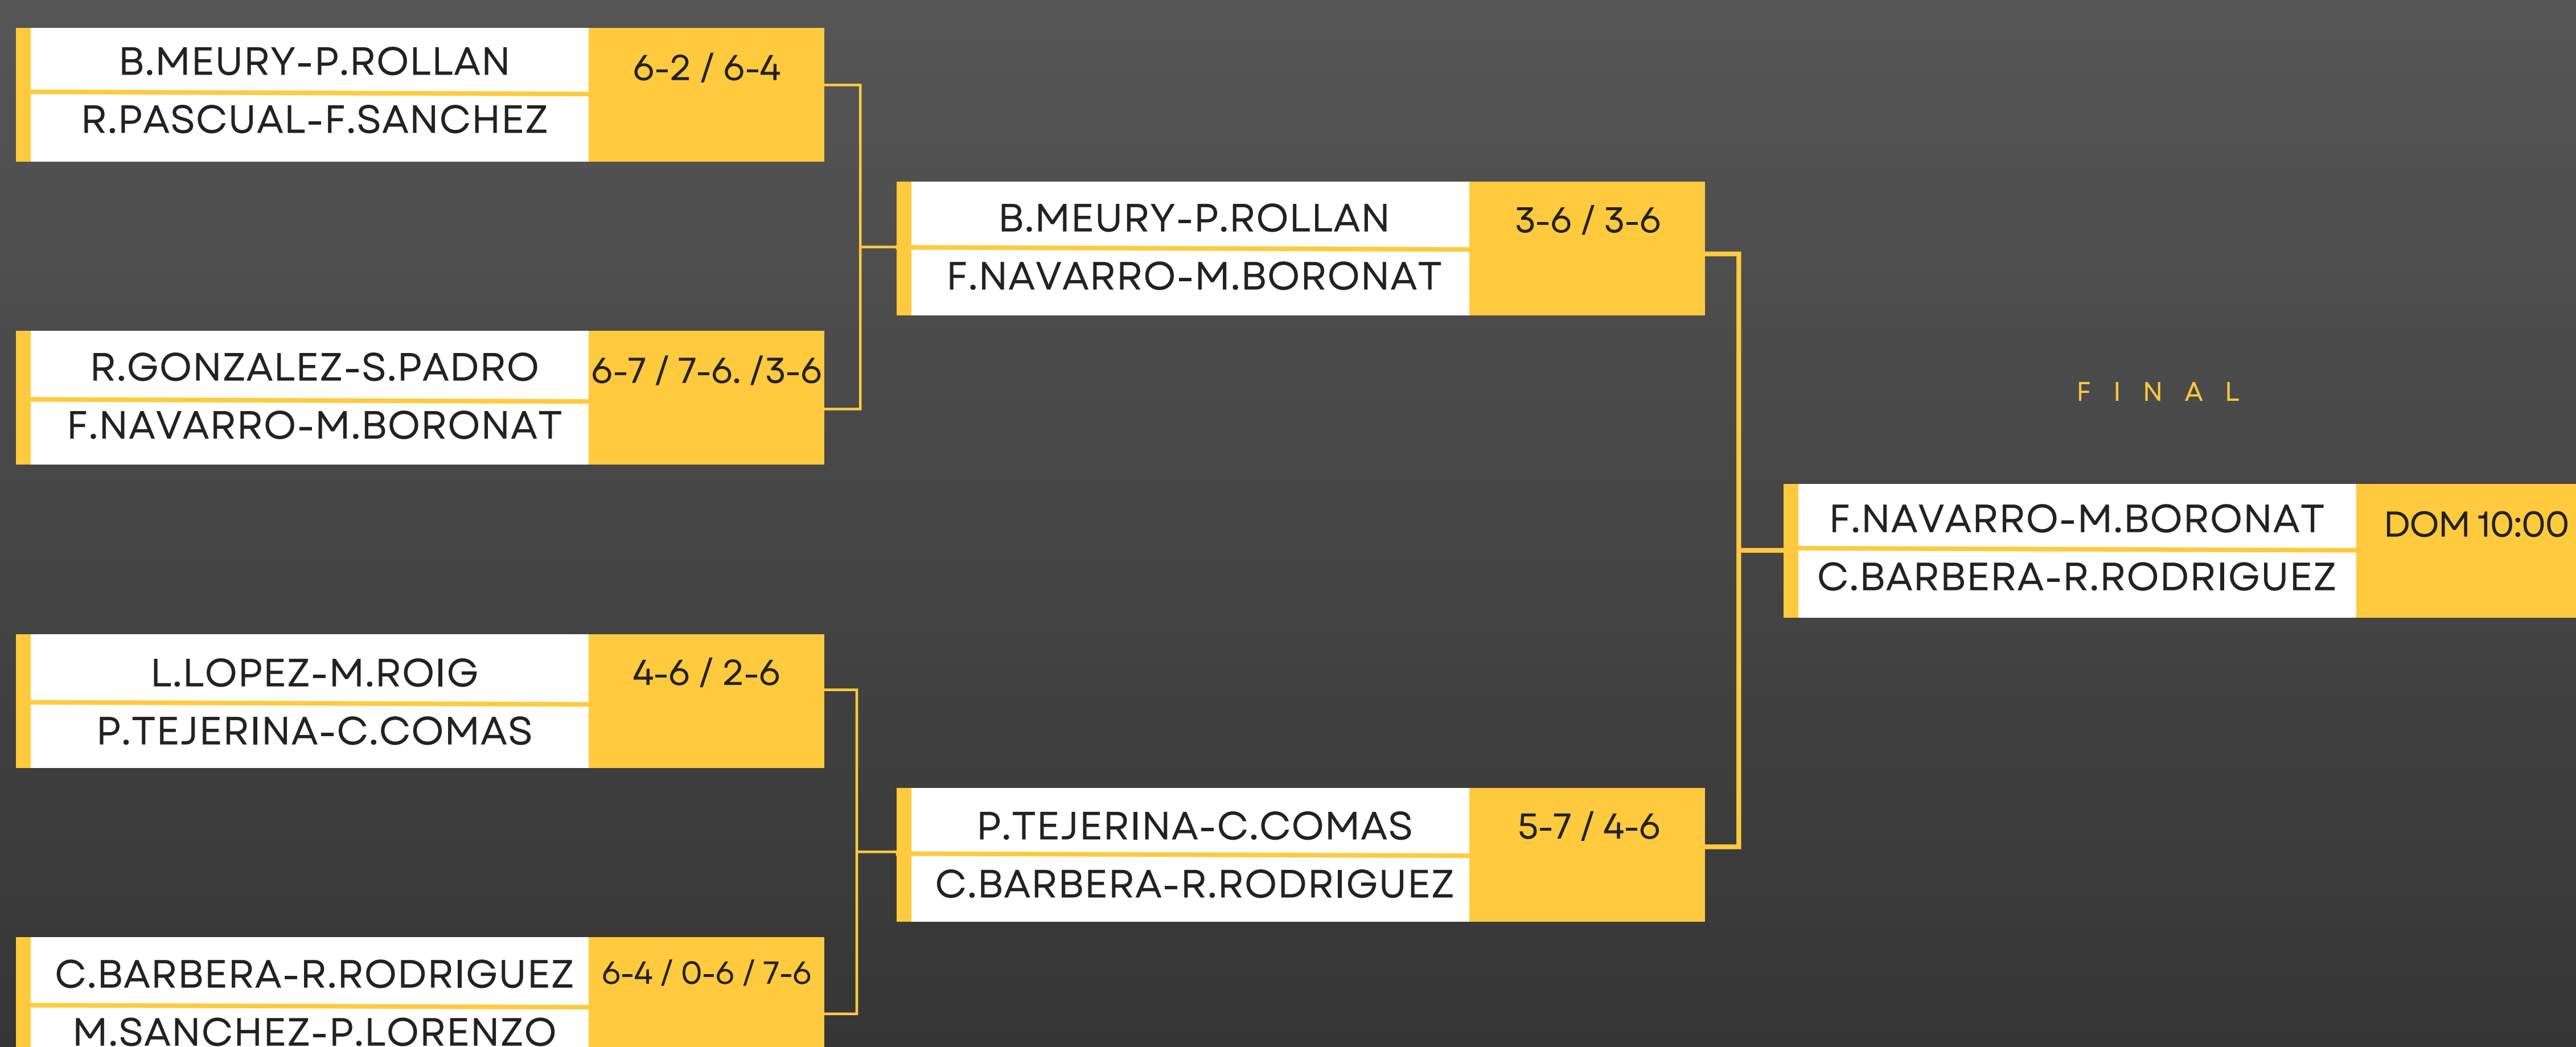 B.MEURY-P.ROLLAN
6-2 / 6-4
R.PASCUAL-F.SANCHEZ
R.GONZALEZ-S.PADRO
6-7 / 7-6. /3-6
F.NAVARRO-M.BORONAT
L.LOPEZ-M.ROIG
4-6 / 2-6
P.TEJERINA-C.COMAS
C.BARBERA-R.RODRIGUEZ
6-4 / 0-6 / 7-6
M.SANCHEZ-P.LORENZO
B.MEURY-P.ROLLAN
3-6 / 3-6
F.NAVARRO-M.BORONAT
P.TEJERINA-C.COMAS
5-7 / 4-6
C.BARBERA-R.RODRIGUEZ
FINAL
F.NAVARRO-M.BORONAT
DOM 10:00
C.BARBERA-R.RODRIGUEZ